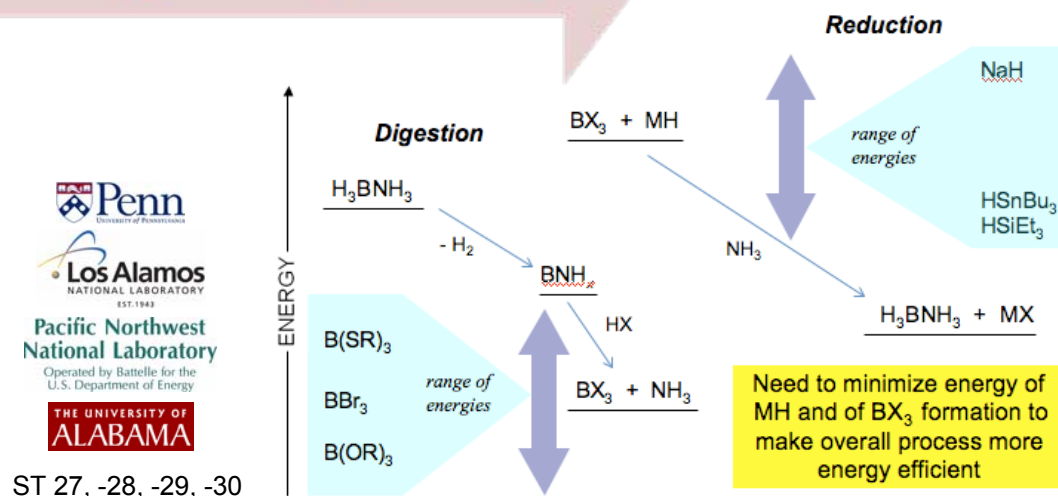 Reduction
NaH
BX₃ + MH
range of
energies
Digestion
H₃BNH₃
HSnBu₃
HSiEt₃
- H₂
NH₃
BNHₓ
H₃BNH₃ + MX
HX
ENERGY
B(SR)₃
BBr₃
B(OR)₃
range of
energies
BX₃ + NH₃
Need to minimize energy of
MH and of BX₃ formation to
make overall process more
energy efficient
Penn
UNIVERSITY of PENNSYLVANIA
Los Alamos
NATIONAL LABORATORY
EST. 1943
Pacific Northwest
National Laboratory
Operated by Battelle for the
U.S. Department of Energy
THE UNIVERSITY OF
ALABAMA
ST 27, -28, -29, -30